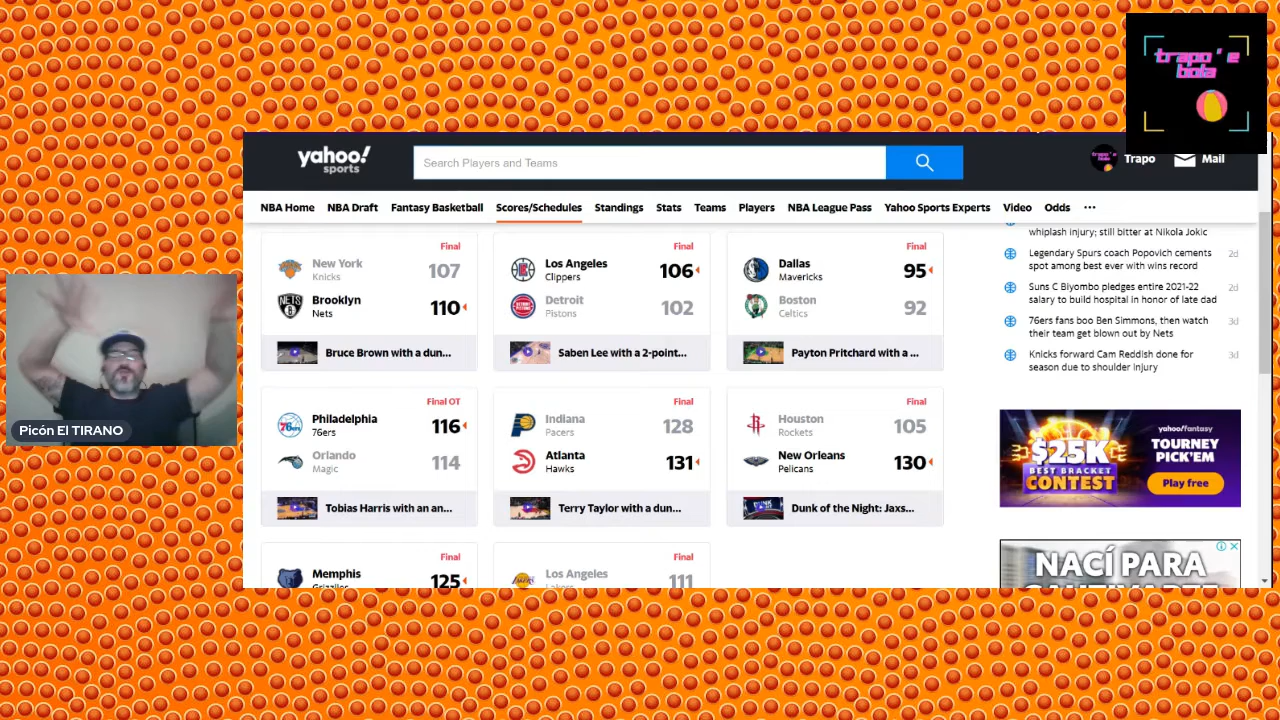 trapo'e
bola
yahoo!
sports
Search Players and Teams
Trapo
Mail
NBA Home
NBA Draft
Fantasy Basketball
Scores/Schedules
Standings
Stats
Teams
Players
NBA League Pass
Yahoo Sports Experts
Video
Odds
Final
New York
Knicks
107
NETS
B
Brooklyn
Nets
110
Bruce Brown with a dun...
Final
Los Angeles
Clippers
106
Detroit
Pistons
102
Saben Lee with a 2-point...
Final
Dallas
Mavericks
95
Boston
Celtics
92
Payton Pritchard with a ...
Final OT
Philadelphia
76ers
116
Orlando
Magic
114
Tobias Harris with an an...
Final
Indiana
Pacers
128
Atlanta
Hawks
131
Terry Taylor with a dun...
Final
Houston
Rockets
105
New Orleans
Pelicans
130
Dunk of the Night: Jaxs...
Final
Memphis
Grizzlies
125
Final
Los Angeles
Lakers
111
whiplash injury; still bitter at Nikola Jokic
Legendary Spurs coach Popovich cements
spot among best ever with wins record
2d
Suns C Biyombo pledges entire 2021-22
salary to build hospital in honor of late dad
2d
76ers fans boo Ben Simmons, then watch
their team get blown out by Nets
3d
Knicks forward Cam Reddish done for
season due to shoulder injury
3d
$25K
BEST BRACKET
CONTEST
yahoo!fantasy
TOURNEY
PICK'EM
Play free
NACÍ PARA
Picón El TIRANO